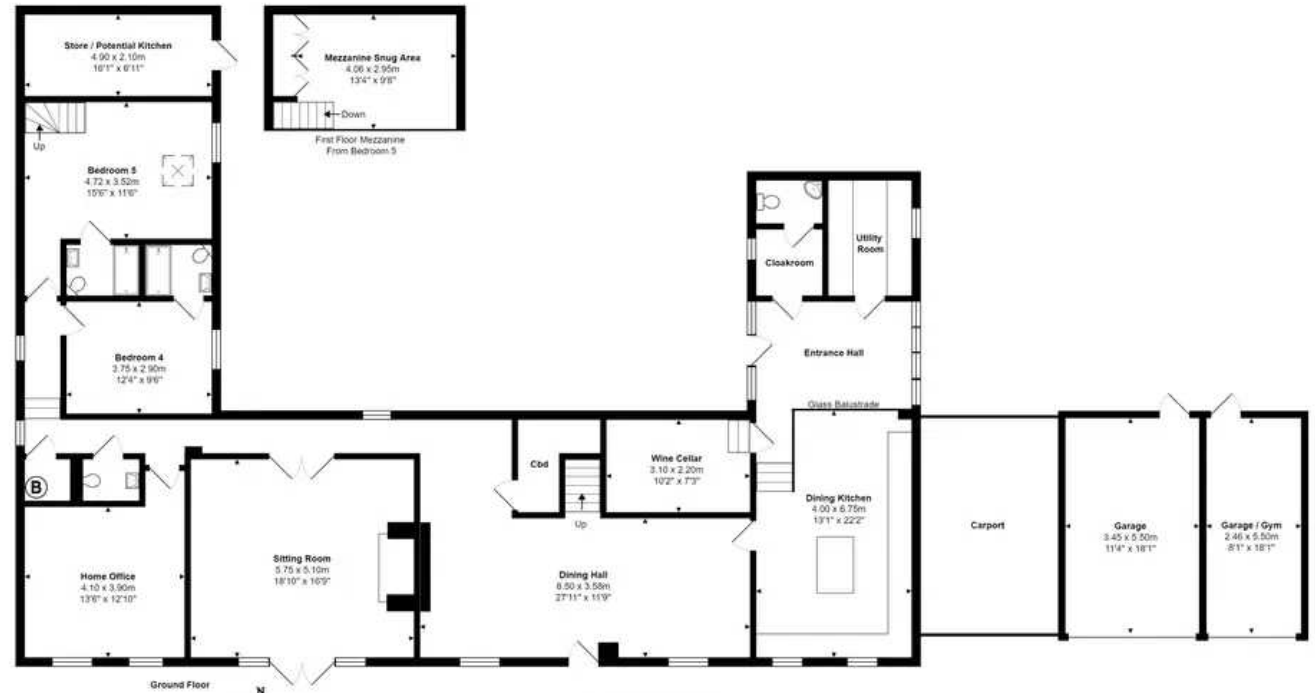 Store / Potential Kitchen
4.90 x 2.10m
16'1" x 6'11"
Mezzanine Snug Area
4.06 x 2.95m
13'4" x 9'8"
Down
First Floor Mezzanine
From Bedroom 5
Up
Bedroom 5
4.72 x 3.52m
15'6" x 11'6"
Utility
Room
Cloakroom
Bedroom 4
3.75 x 2.90m
12'4" x 9'6"
Entrance Hall
Glass Balustrade
Cbd
Wine Cellar
3.10 x 2.20m
10'2" x 7'3"
B
Up
Dining Kitchen
4.00 x 6.75m
13'1" x 22'2"
Carport
Garage
3.45 x 5.50m
11'4" x 18'1"
Garage / Gym
2.46 x 5.50m
8'1" x 18'1"
Home Office
4.10 x 3.90m
13'6" x 12'10"
Sitting Room
5.75 x 5.10m
18'10" x 16'9"
Dining Hall
8.50 x 3.58m
27'11" x 11'9"
Ground Floor
N